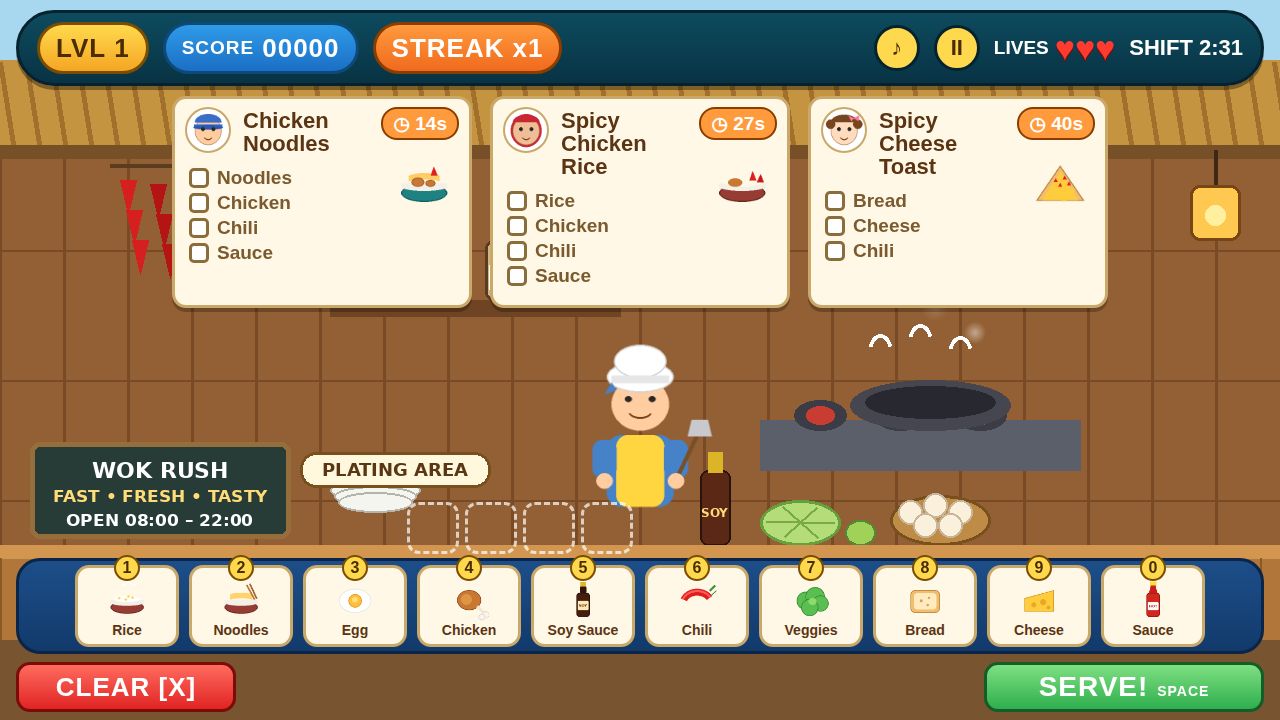 LVL 1
SCORE 00000
STREAK x1
♪
II
LIVES
SHIFT 2:31
Chicken
Noodles
14s
Noodles
Chicken
Chili
Sauce
Spicy
Chicken
Rice
27s
Rice
Chicken
Chili
Sauce
Spicy
Cheese
Toast
40s
Bread
Cheese
Chili
WOK RUSH
FAST • FRESH • TASTY
OPEN 08:00 – 22:00
PLATING AREA
SOY
1
2
3
4
5
6
7
8
9
0
Rice
Noodles
Egg
Chicken
Soy Sauce
Chili
Veggies
Bread
Cheese
Sauce
CLEAR [X]
SERVE! SPACE